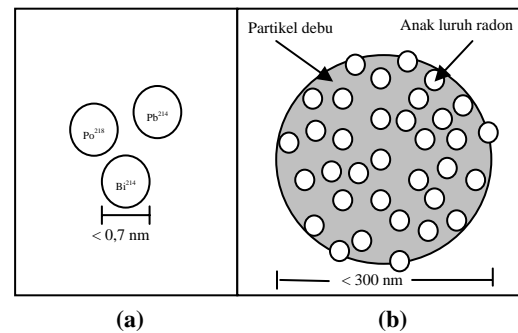 Po218
Pb214
Bi214
< 0,7 nm
Partikel debu
Anak luruh radon
< 300 nm
(a)
(b)